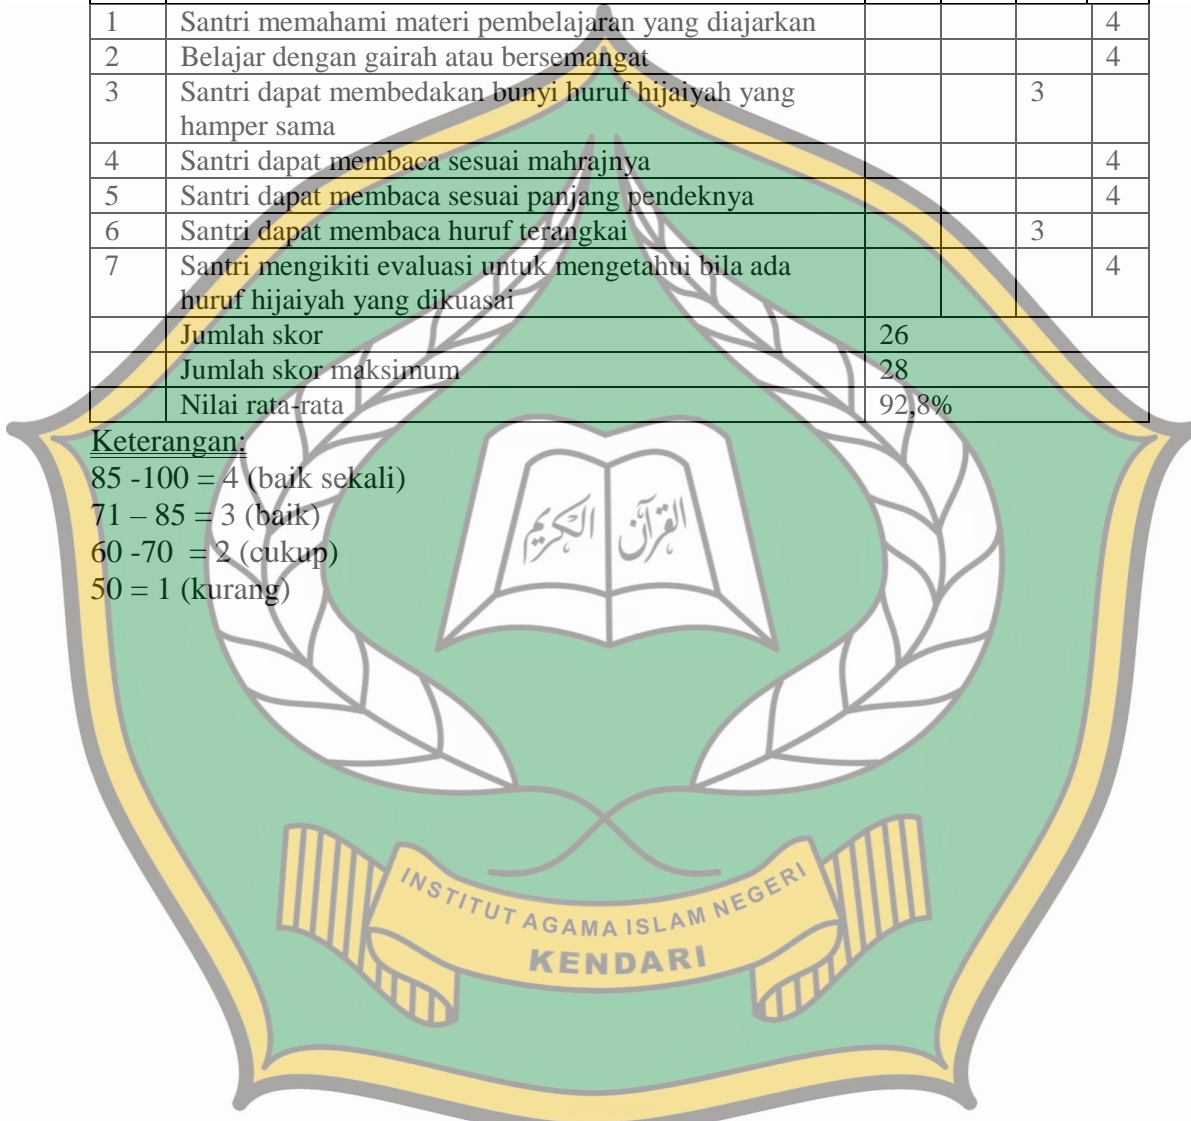 1 Santri memahami materi pembelajaran yang diajarkan 4
2 Belajar dengan gairah atau bersemangat 4
3 Santri dapat membedakan bunyi huruf hijaiyah yang 3
hamper sama
4 Santri dapat membaca sesuai mahrajnya 4
5 Santri dapat membaca sesuai panjang pendeknya 4
6 Santri dapat membaca huruf terangkai 3
7 Santri mengikiti evaluasi untuk mengetahui bila ada 4
huruf hijaiyah yang dikuasai
Jumlah skor 26
Jumlah skor maksimum 28
Nilai rata-rata 92,8%
Keterangan:
85 -100 = 4 (baik sekali)
71 – 85 = 3 (baik)
60 -70 = 2 (cukup)
50 = 1 (kurang)
القرآن الكريم
INSTITUT AGAMA ISLAM NEGERI
KENDARI